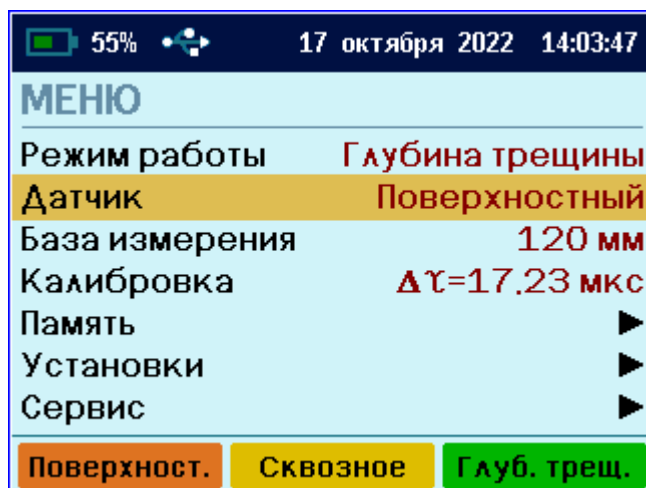 55% 17 октября 2022 14:03:47
МЕНЮ
Режим работы Глубина трещины
Датчик Поверхностный
База измерения 120 мм
Калибровка Δτ=17,23 мкс
Память
Установки
Сервис
Поверхност. Сквозное Глуб. трещ.